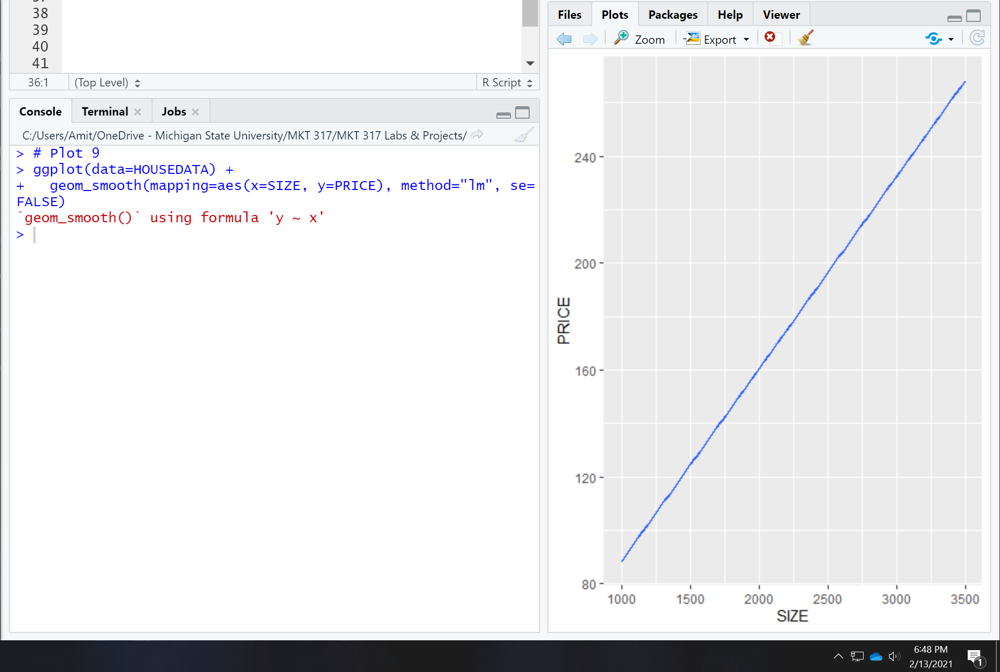 38
39
40
41
36:1 (Top Level) R Script
Console Terminal Jobs
C:/Users/Amit/OneDrive - Michigan State University/MKT 317/MKT 317 Labs & Projects/
> # Plot 9
> ggplot(data=HOUSEDATA) +
+   geom_smooth(mapping=aes(x=SIZE, y=PRICE), method="lm", se=
FALSE)
`geom_smooth()` using formula 'y ~ x'
>
Files Plots Packages Help Viewer
Zoom Export
240
200
160
120
80
PRICE
1000 1500 2000 2500 3000 3500
SIZE
6:48 PM
2/13/2021
1